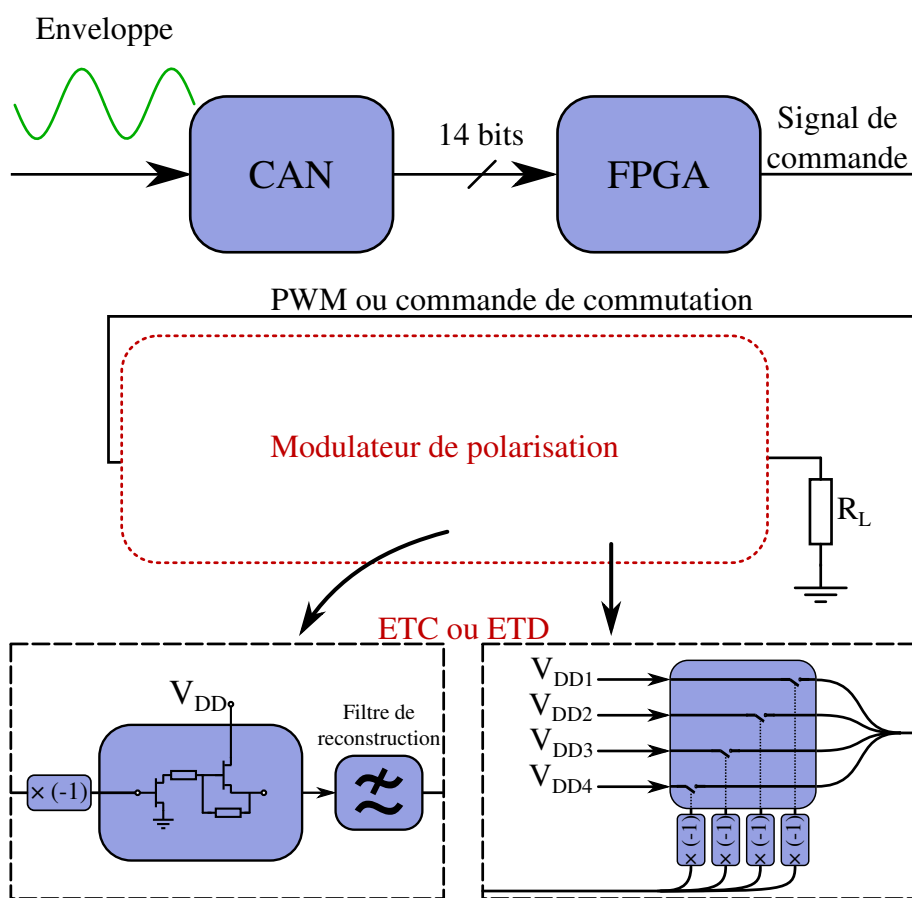 Enveloppe
CAN
14 bits
FPGA
Signal de
commande
PWM ou commande de commutation
Modulateur de polarisation
R_L
ETC ou ETD
V_DD
Filtre de
reconstruction
× (-1)
V_DD1
V_DD2
V_DD3
V_DD4
× (-1)
× (-1)
× (-1)
× (-1)